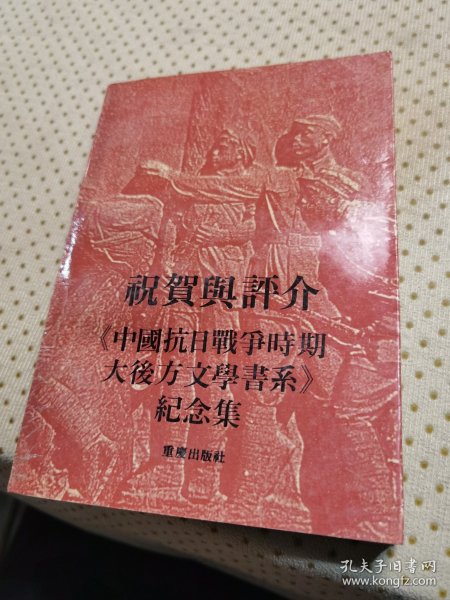 祝賀與評介
《中國抗日戰爭時期
大後方文學書系》
紀念集
重慶出版社
孔夫子旧书网
www.kongfz.com